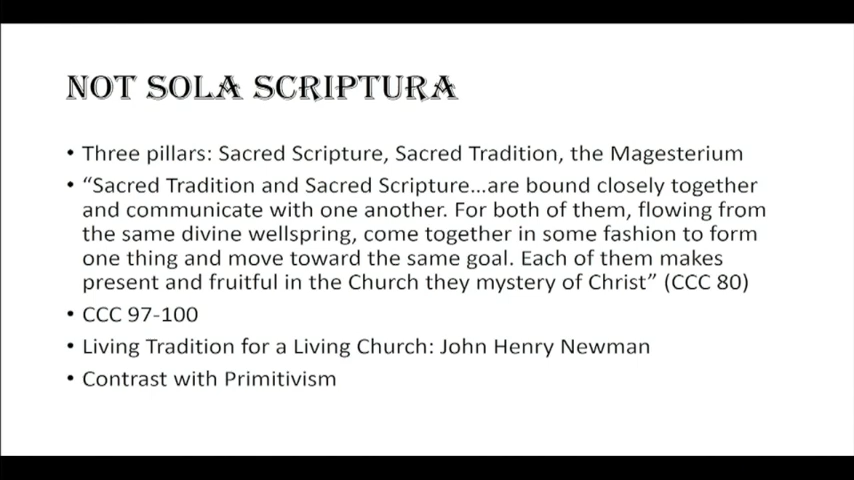 NOT SOLA SCRIPTURA
• Three pillars: Sacred Scripture, Sacred Tradition, the Magesterium
• “Sacred Tradition and Sacred Scripture...are bound closely together
and communicate with one another. For both of them, flowing from
the same divine wellspring, come together in some fashion to form
one thing and move toward the same goal. Each of them makes
present and fruitful in the Church they mystery of Christ” (CCC 80)
• CCC 97-100
• Living Tradition for a Living Church: John Henry Newman
• Contrast with Primitivism